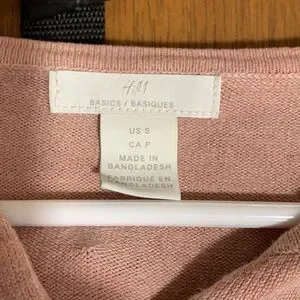 H&M
BASICS / BASIQUES
US S
CA P
MADE IN
BANGLADESH
FABRIQUÉ EN
BANGLADESH